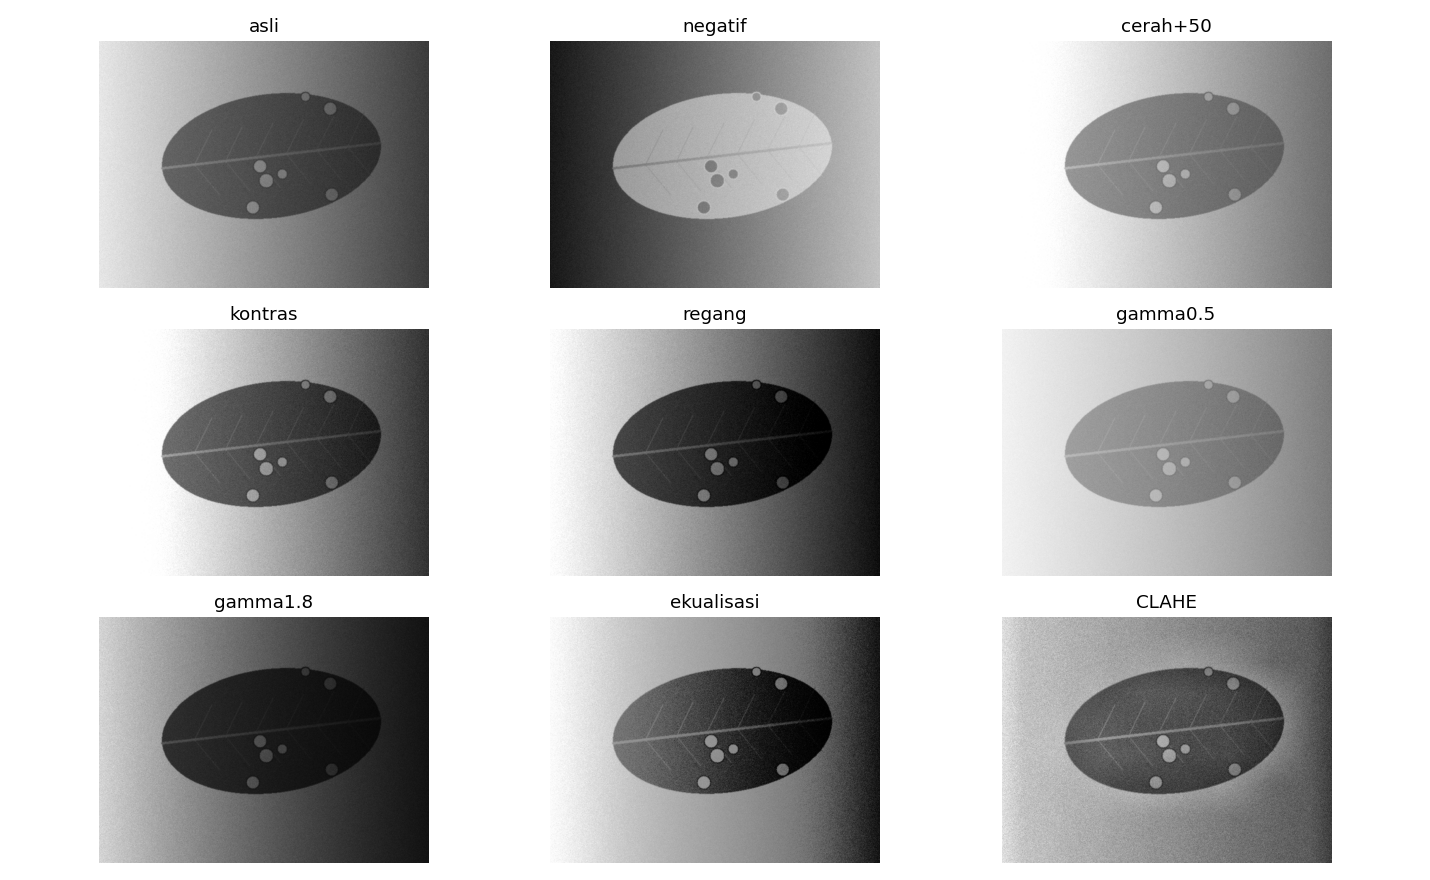 asli
negatif
cerah+50
kontras
regang
gamma0.5
gamma1.8
ekualisasi
CLAHE